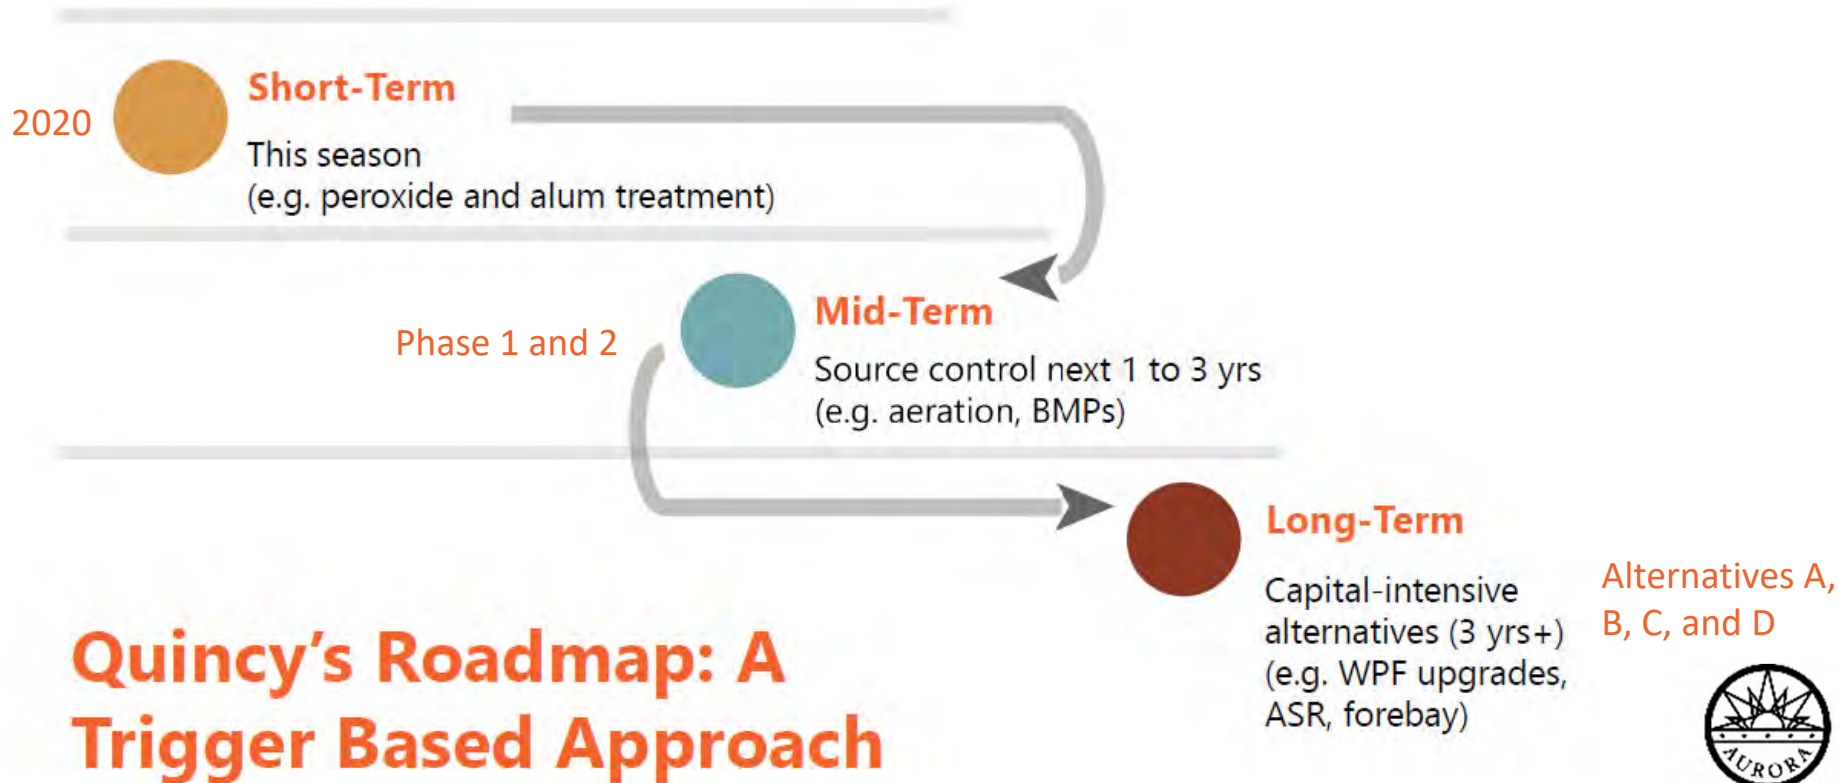 2020
Short-Term
This season
(e.g. peroxide and alum treatment)
Phase 1 and 2
Mid-Term
Source control next 1 to 3 yrs
(e.g. aeration, BMPs)
Long-Term
Capital-intensive
alternatives (3 yrs+)
(e.g. WPF upgrades,
ASR, forebay)
Alternatives A,
B, C, and D
Quincy’s Roadmap: A
Trigger Based Approach
AURORA